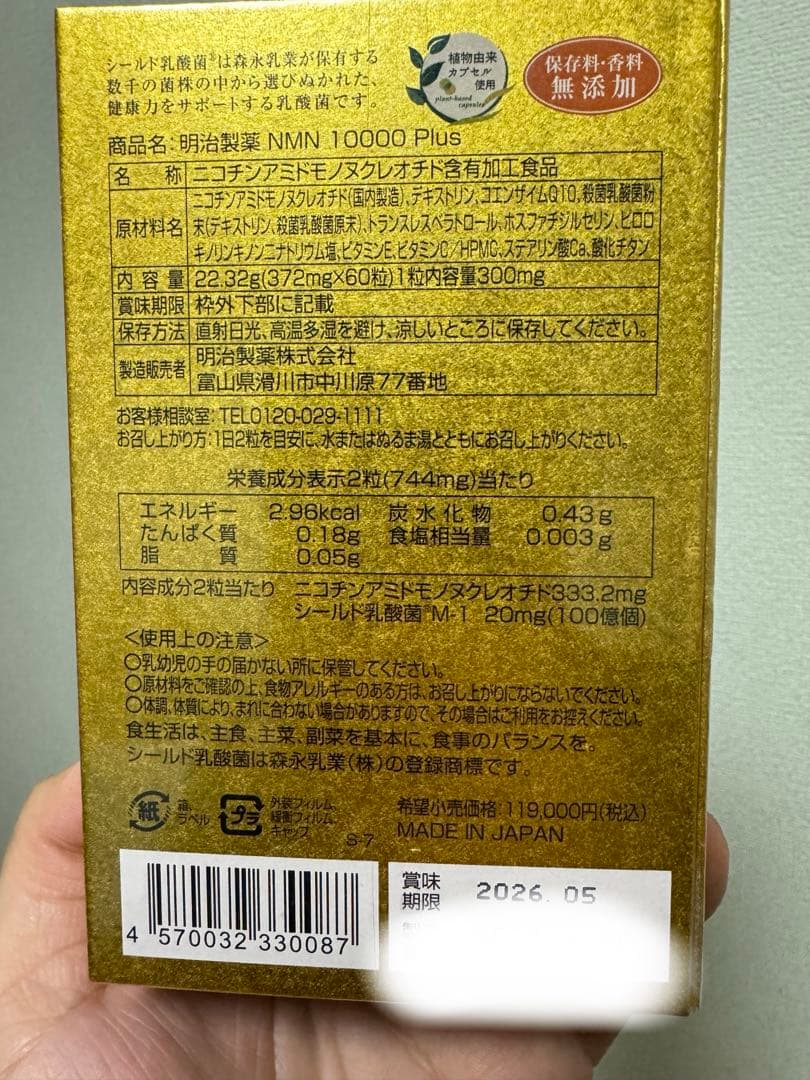 シールド乳酸菌®は森永乳業が保有する
数千の菌株の中から選びぬかれた、
健康力をサポートする乳酸菌です。
植物由来
カプセル
使用
plant-based
capsules
保存料・香料
無添加
商品名：明治製薬 NMN 10000 Plus
名 称 ニコチンアミドモノヌクレオチド含有加工食品
原材料名 ニコチンアミドモノヌクレオチド(国内製造)、デキストリン、コエンザイムQ10、殺菌乳酸菌粉
末(デキストリン、殺菌乳酸菌原末)、トランスレスベラトロール、ホスファチジルセリン、ピロロ
キノリンキノンニナトリウム塩、ビタミンE、ビタミンC／HPMC、ステアリン酸Ca、酸化チタン
内 容 量 22.32g(372mg×60粒)1粒内容量300mg
賞味期限 枠外下部に記載
保存方法 直射日光、高温多湿を避け、涼しいところに保存してください。
製造販売者 明治製薬株式会社
富山県滑川市中川原77番地
お客様相談室：TEL0120-029-1111
お召し上がり方：1日2粒を目安に、水またはぬるま湯とともにお召し上がりください。
栄養成分表示2粒(744mg)当たり
エネルギー 2.96kcal 炭水化物 0.43g
たんぱく質 0.18g 食塩相当量 0.003g
脂 質 0.05g
内容成分2粒当たり ニコチンアミドモノヌクレオチド333.2mg
シールド乳酸菌®M-1 20mg(100億個)
＜使用上の注意＞
○乳幼児の手の届かない所に保管してください。
○原材料をご確認の上、食物アレルギーのある方は、お召し上がりにならないでください。
○体調、体質により、まれに合わない場合がありますので、その場合はご利用をお控えください。
食生活は、主食、主菜、副菜を基本に、食事のバランスを。
シールド乳酸菌は森永乳業(株)の登録商標です。
紙 箱、
ラベル
プラ 外装フィルム、
緩衝フィルム、
キャップ
S-7
希望小売価格：119,000円(税込)
MADE IN JAPAN
4 570032 330087
賞味
期限 2026. 05